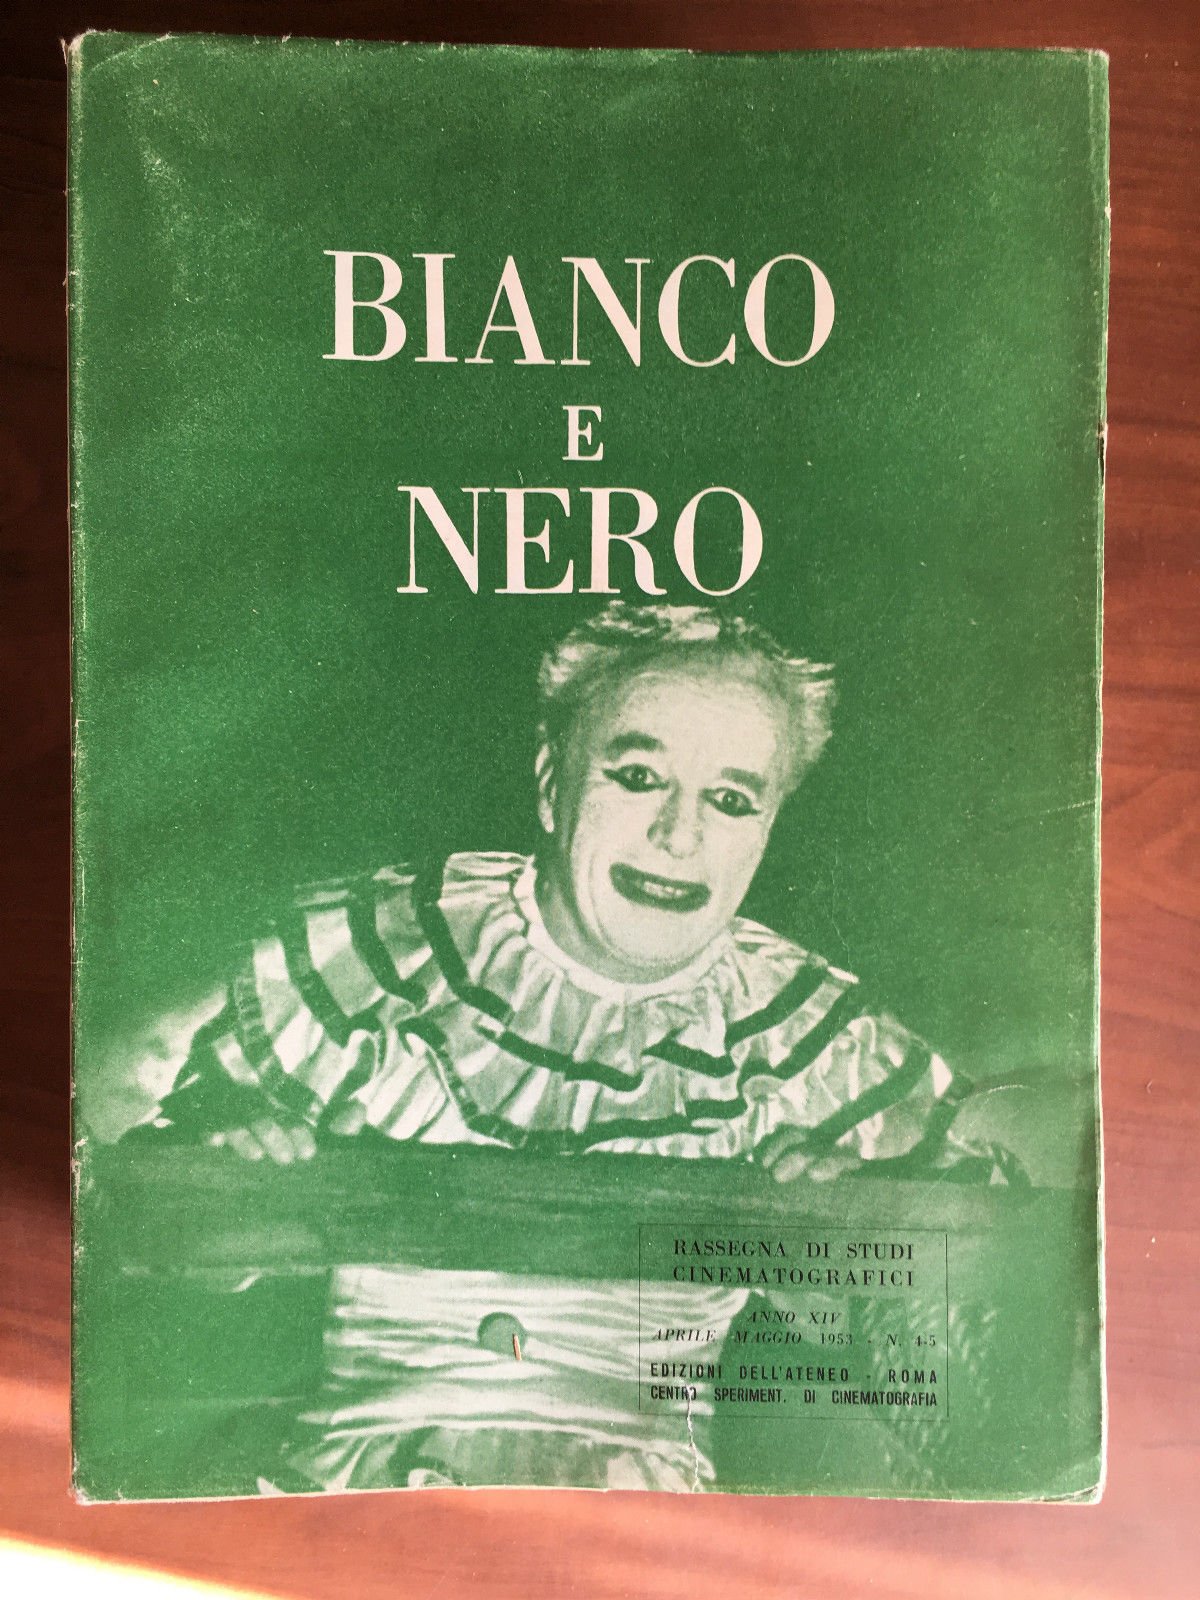 BIANCO
E
NERO
RASSEGNA DI STUDI
CINEMATOGRAFICI
ANNO XIV
APRILE MAGGIO 1953 - N. 4-5
EDIZIONI DELL'ATENEO - ROMA
CENTRO SPERIMENT. DI CINEMATOGRAFIA